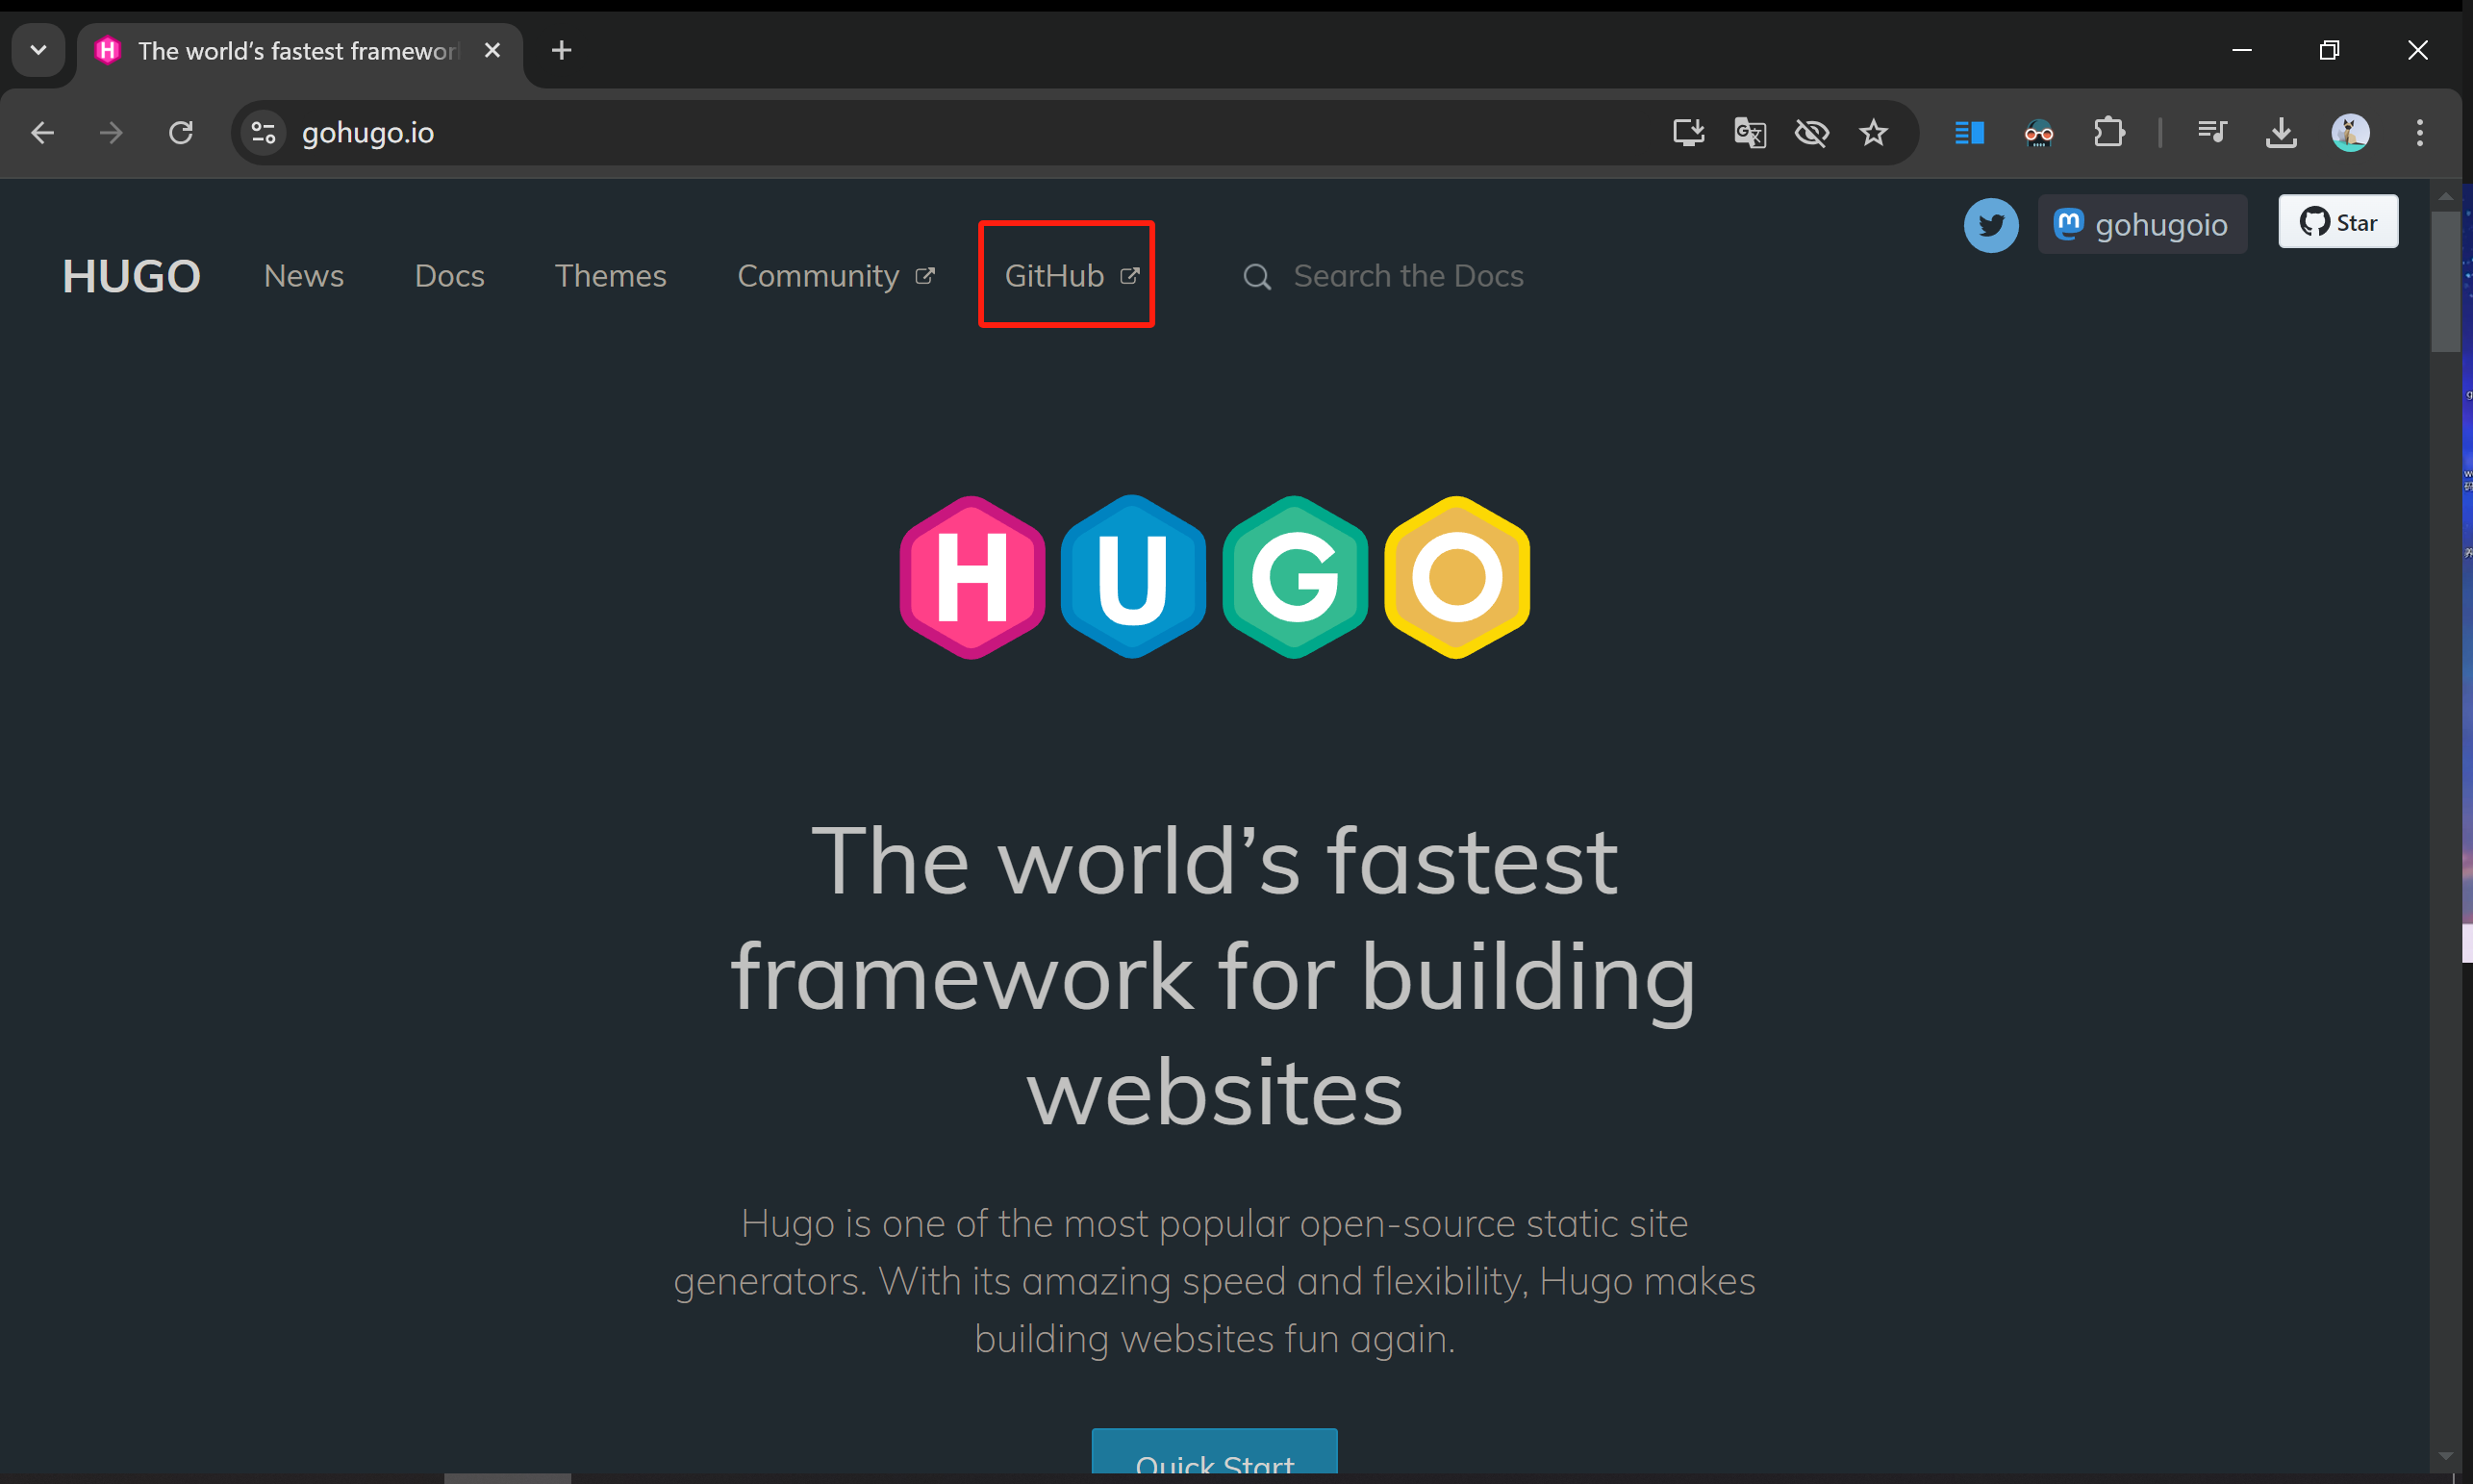 The world's fastest framewor
gohugo.io
gohugoio
Star
HUGO
News
Docs
Themes
Community
GitHub
Search the Docs
HUGO
The world's fastest
framework for building
websites
Hugo is one of the most popular open-source static site
generators. With its amazing speed and flexibility, Hugo makes
building websites fun again.
Quick Start